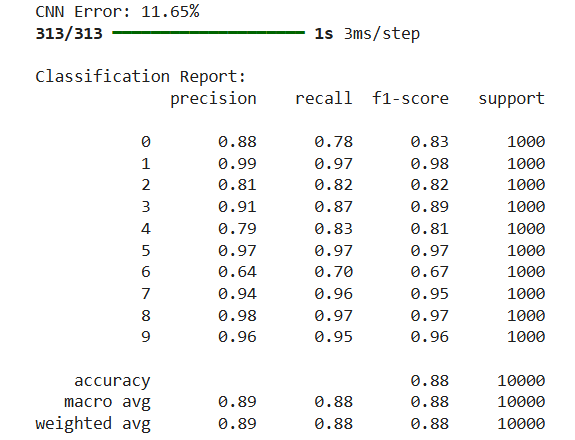 CNN Error: 11.65%
313/313 ━━━━━━━━━━━━━━━━━━━━ 1s 3ms/step
Classification Report:
precision recall f1-score support
0 0.88 0.78 0.83 1000
1 0.99 0.97 0.98 1000
2 0.81 0.82 0.82 1000
3 0.91 0.87 0.89 1000
4 0.79 0.83 0.81 1000
5 0.97 0.97 0.97 1000
6 0.64 0.70 0.67 1000
7 0.94 0.96 0.95 1000
8 0.98 0.97 0.97 1000
9 0.96 0.95 0.96 1000
accuracy 0.88 10000
macro avg 0.89 0.88 0.88 10000
weighted avg 0.89 0.88 0.88 10000